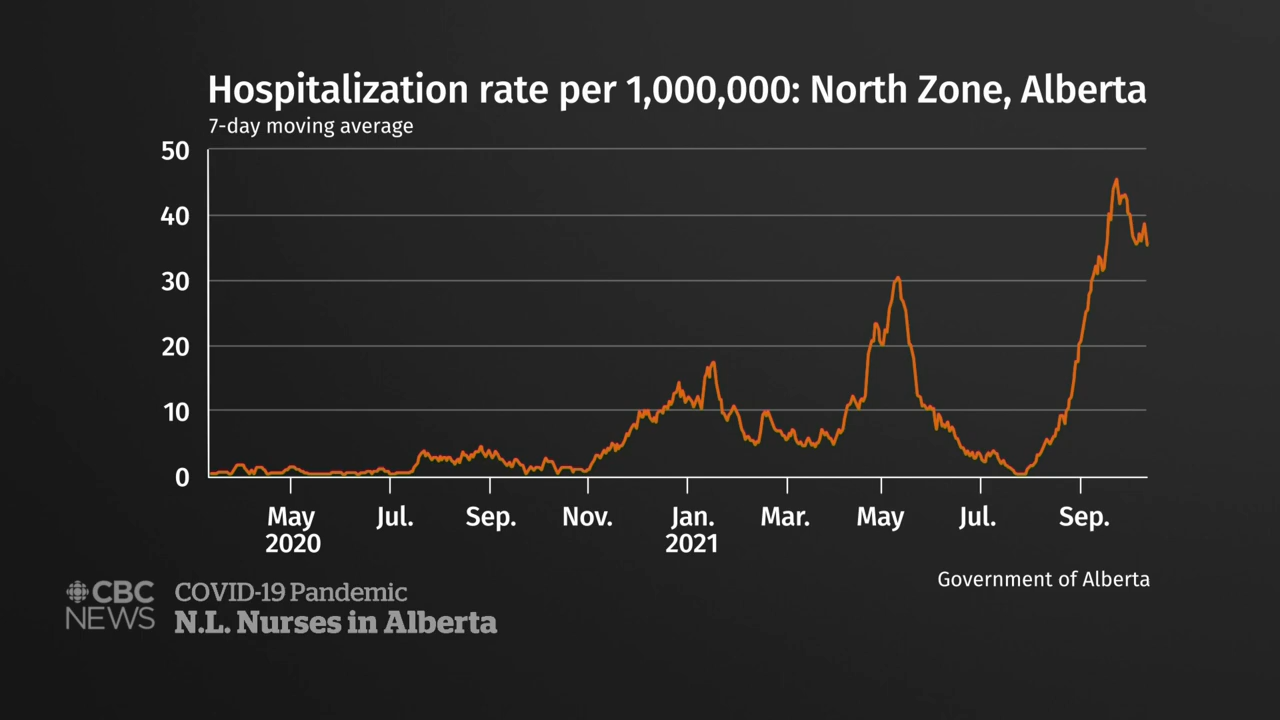 Hospitalization rate per 1,000,000: North Zone, Alberta
7-day moving average
50
40
30
20
10
0
May Jul. Sep. Nov. Jan. Mar. May Jul. Sep.
2020 2021
Government of Alberta
CBC COVID-19 Pandemic
NEWS N.L. Nurses in Alberta